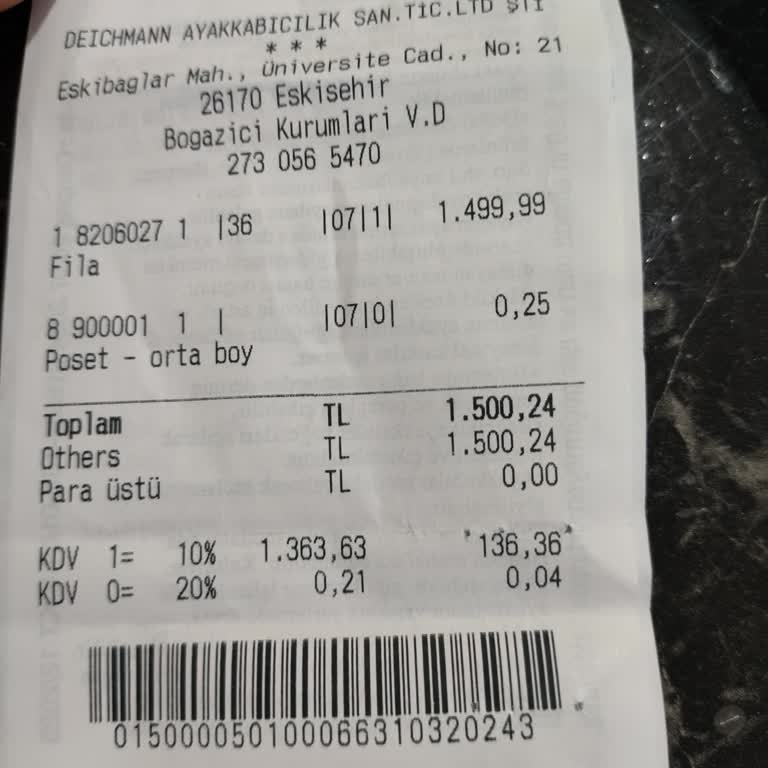 DEICHMANN AYAKKABICILIK SAN.TİC.LTD ŞTİ
* * *
Eskibaglar Mah., Üniversite Cad., No: 21
26170 Eskisehir
Bogazici Kurumlari V.D
273 056 5470
1 8206027 1 |36 |07|1| 1.499,99
Fila
8 900001 1 | |07|0| 0,25
Poset - orta boy
Toplam TL 1.500,24
Others TL 1.500,24
Para üstü TL 0,00
KDV 1= 10% 1.363,63 136,36
KDV 0= 20% 0,21 0,04
015000050100066310320243